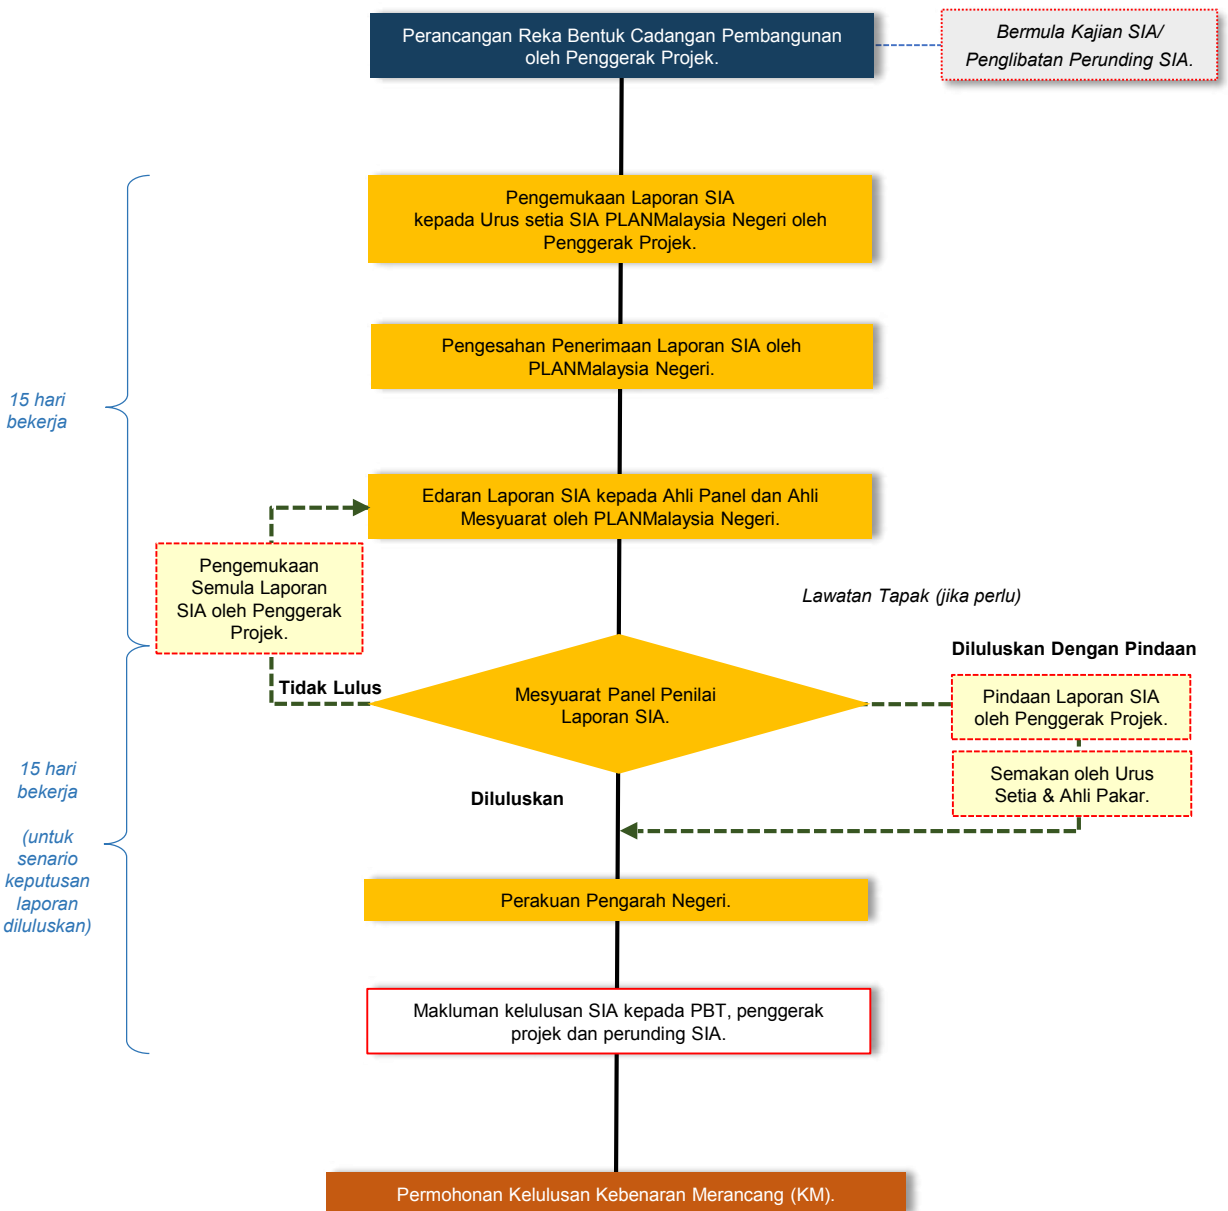 Perancangan Reka Bentuk Cadangan Pembangunan
oleh Penggerak Projek.
Bermula Kajian SIA/
Penglibatan Perunding SIA.
Pengemukaan Laporan SIA
kepada Urus setia SIA PLANMalaysia Negeri oleh
Penggerak Projek.
Pengesahan Penerimaan Laporan SIA oleh
PLANMalaysia Negeri.
15 hari
bekerja
Edaran Laporan SIA kepada Ahli Panel dan Ahli
Mesyuarat oleh PLANMalaysia Negeri.
Pengemukaan
Semula Laporan
SIA oleh Penggerak
Projek.
Lawatan Tapak (jika perlu)
Diluluskan Dengan Pindaan
Tidak Lulus
Mesyuarat Panel Penilai
Laporan SIA.
Pindaan Laporan SIA
oleh Penggerak Projek.
Semakan oleh Urus
Setia & Ahli Pakar.
Diluluskan
15 hari
bekerja
(untuk
senario
keputusan
laporan
diluluskan)
Perakuan Pengarah Negeri.
Makluman kelulusan SIA kepada PBT, penggerak
projek dan perunding SIA.
Permohonan Kelulusan Kebenaran Merancang (KM).